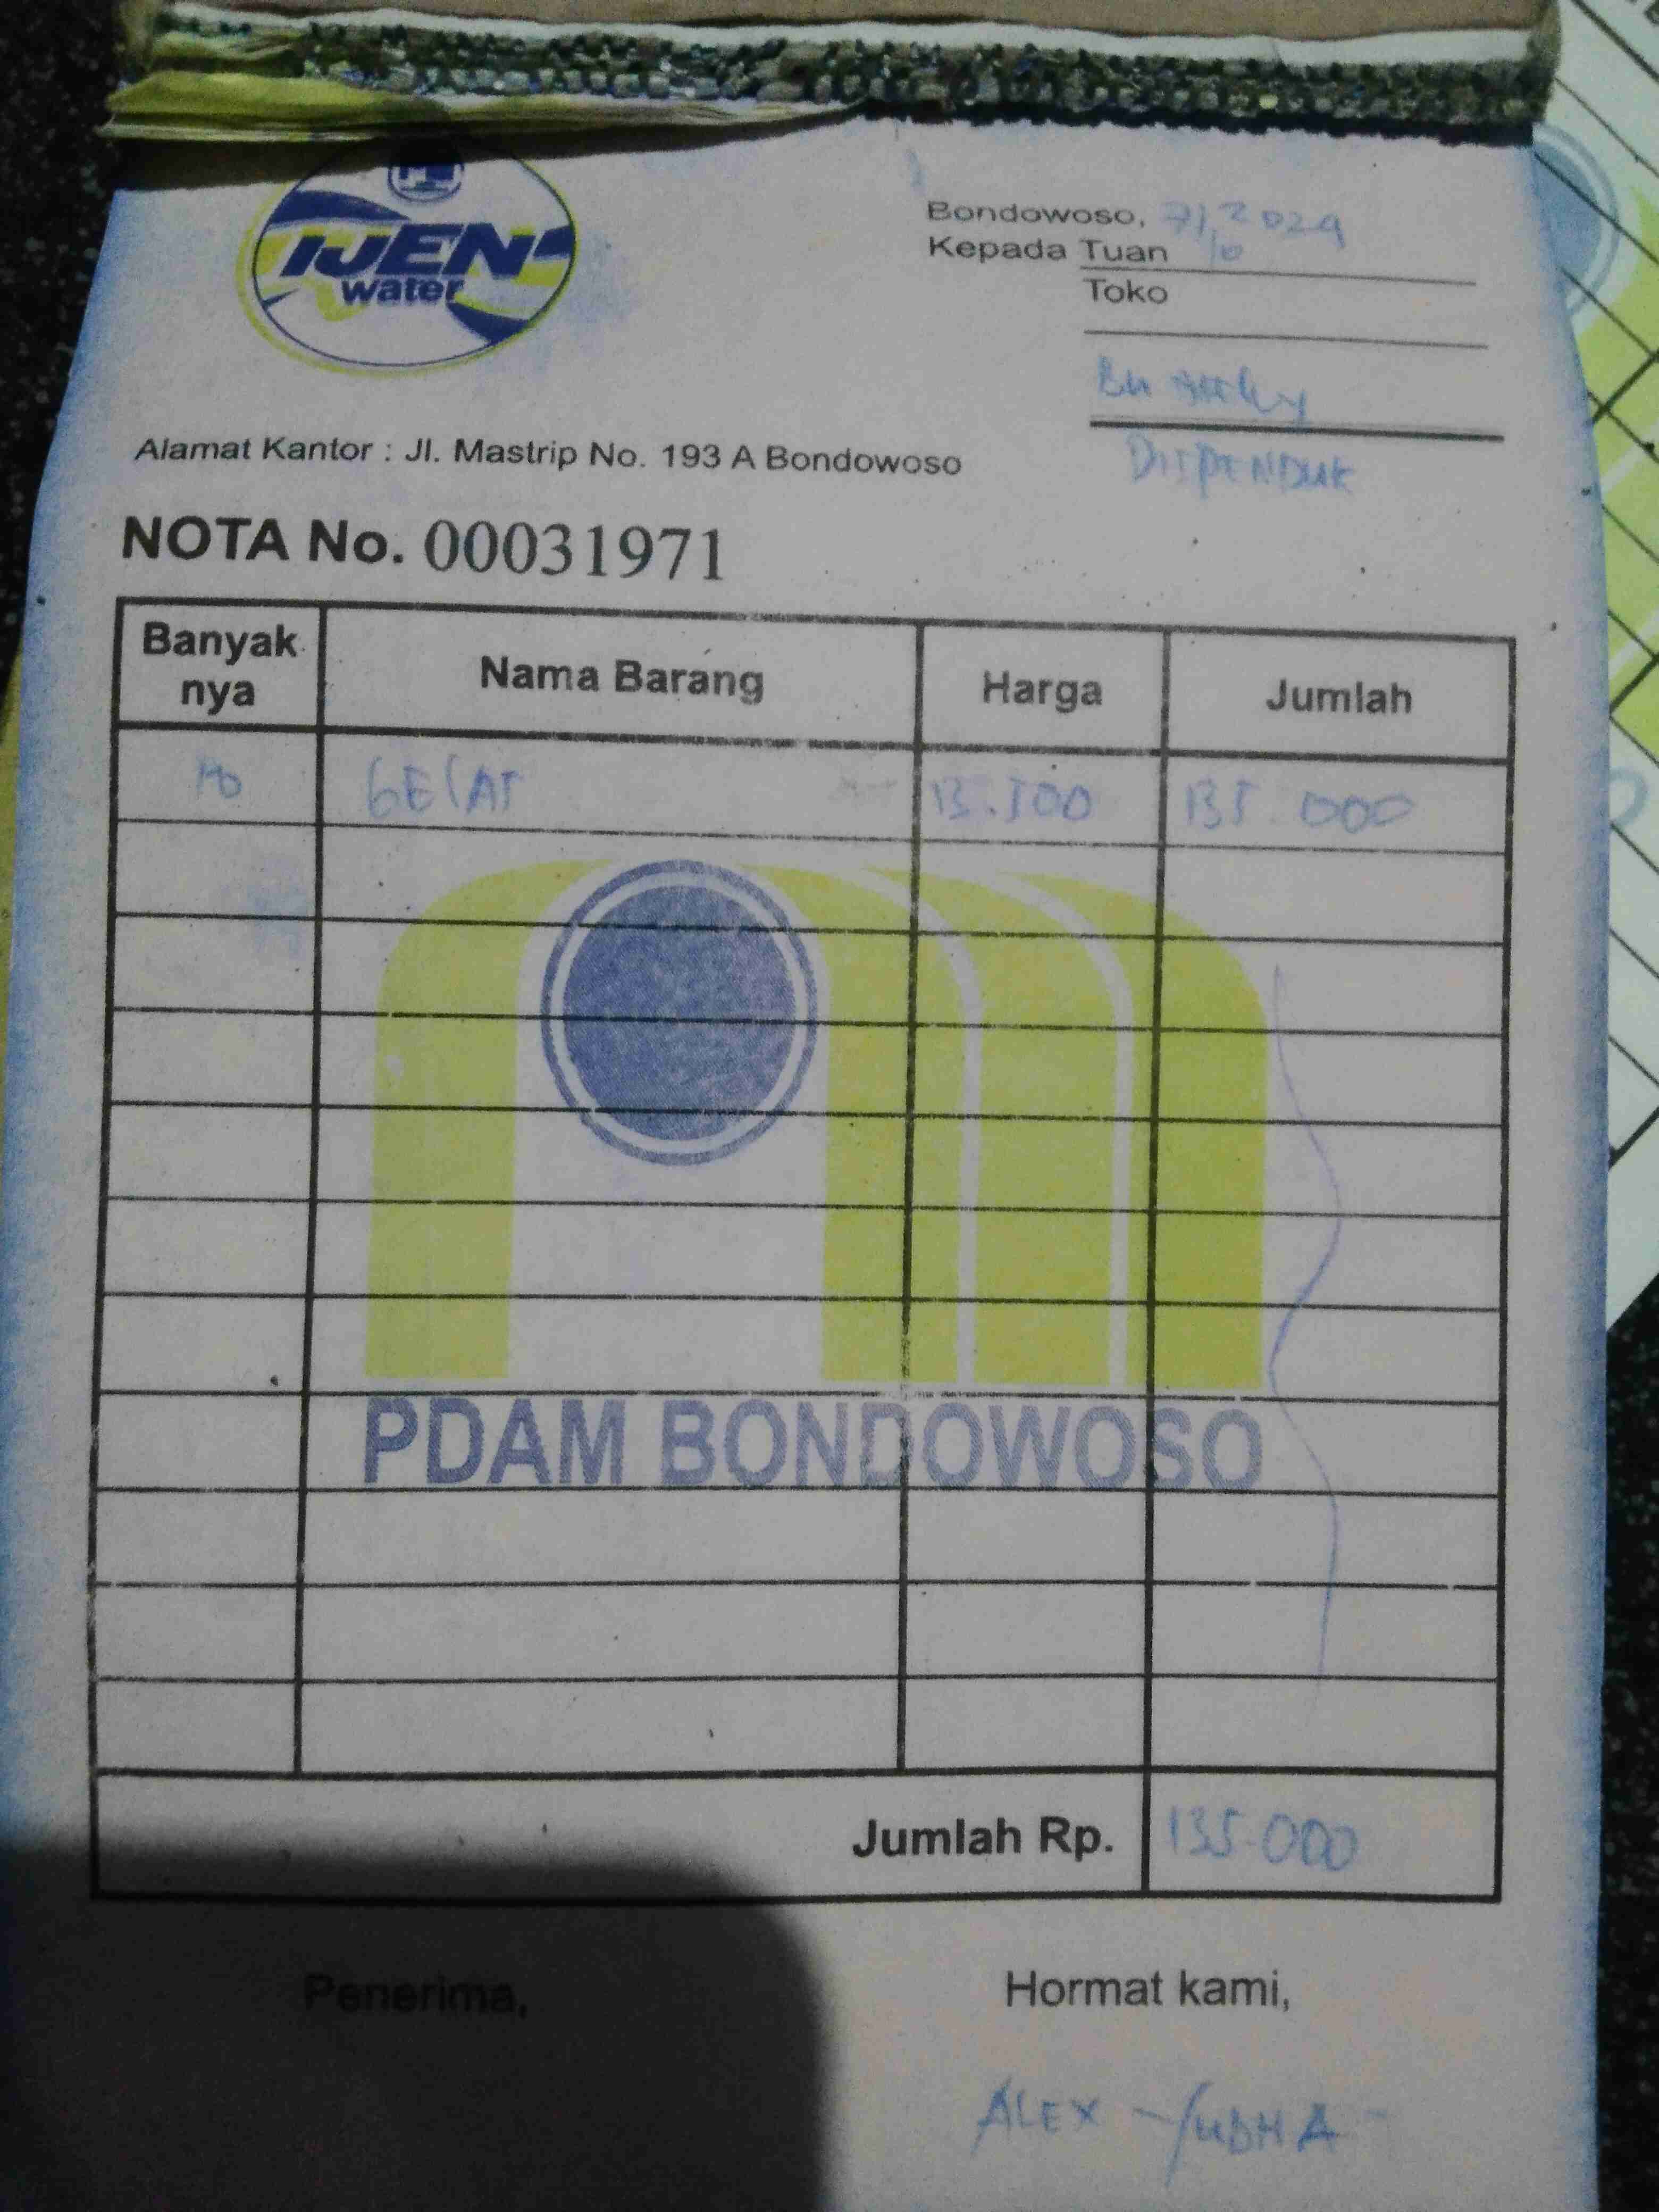 IJEN
water
Bondowoso, 7/10 2024
Kepada Tuan
Toko
Bu
DISPENDUK
Alamat Kantor : Jl. Mastrip No. 193 A Bondowoso
NOTA No. 00031971
Banyak nya Nama Barang Harga Jumlah
10 GELAS 13.500 135.000
PDAM BONDOWOSO
Jumlah Rp. 135.000
Penerima, Hormat kami,
ALEX - YUDHA -